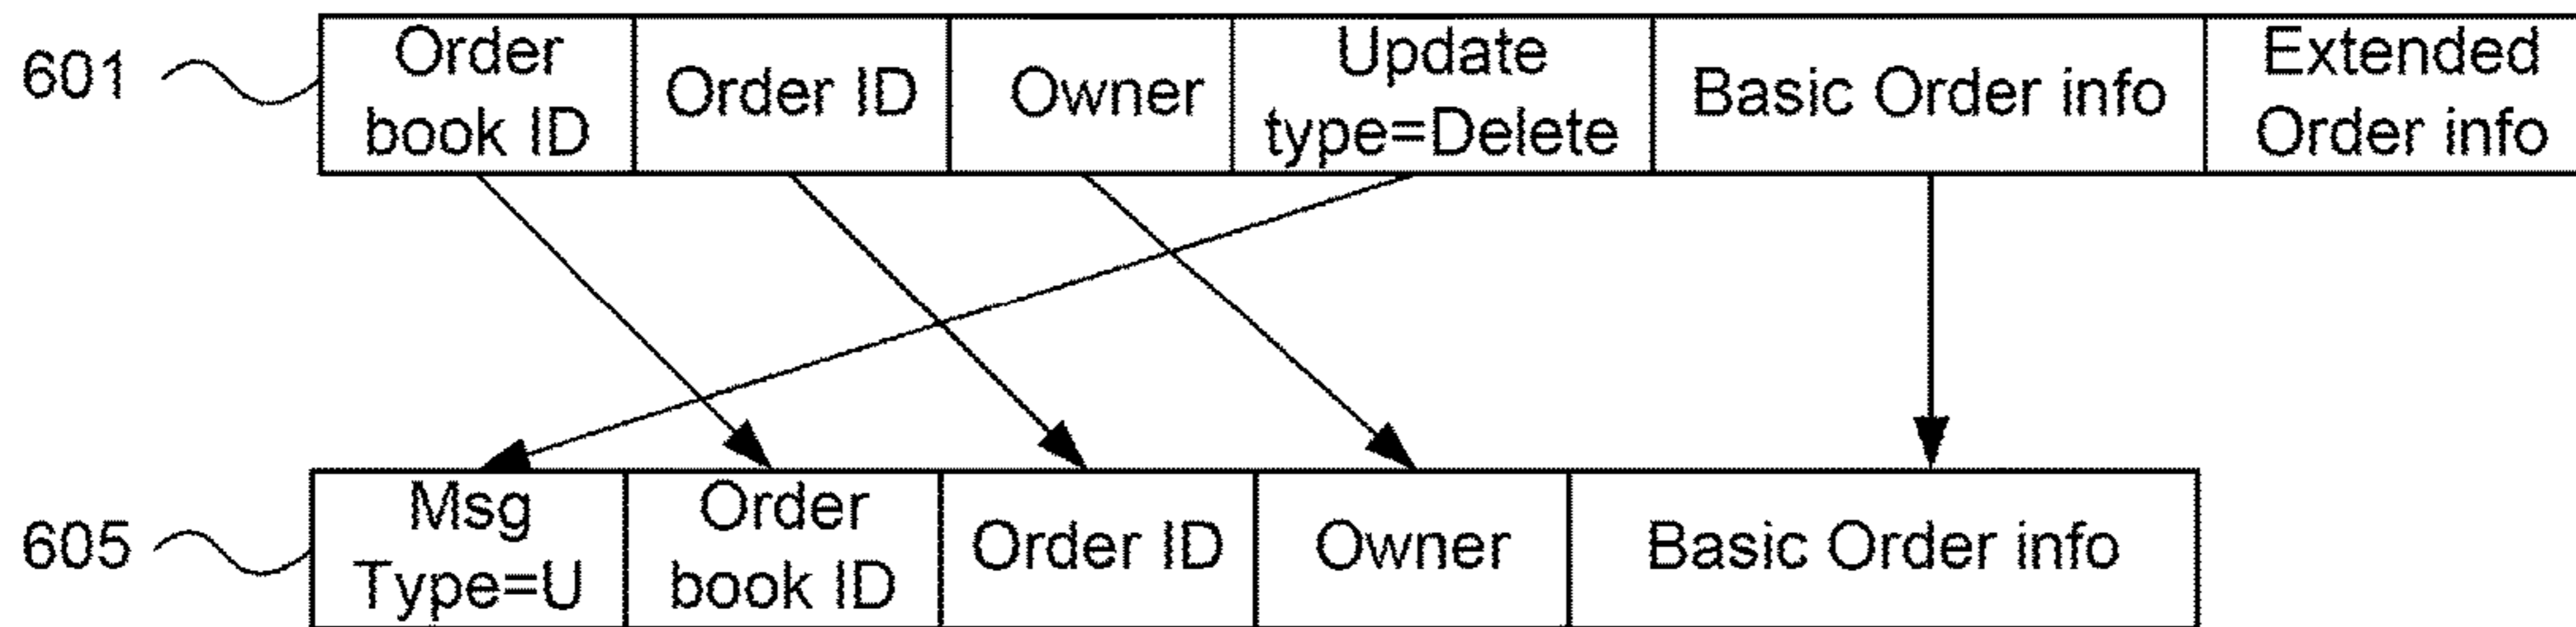 601
Order
book ID
Order ID
Owner
Update
type=Delete
Basic Order info
Extended
Order info
605
Msg
Type=U
Order
book ID
Order ID
Owner
Basic Order info